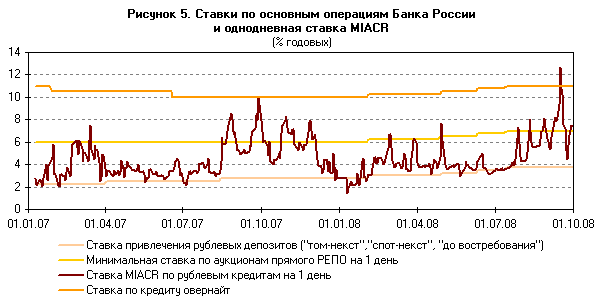 Рисунок 5. Ставки по основным операциям Банка России
и однодневная ставка MIACR
(% годовых)
14
12
10
8
6
4
2
0
01.01.07 01.04.07 01.07.07 01.10.07 01.01.08 01.04.08 01.07.08 01.10.08
Ставка привлечения рублевых депозитов ("том-некст","спот-некст", "до востребования")
Минимальная ставка по аукционам прямого РЕПО на 1 день
Ставка MIACR по рублевым кредитам на 1 день
Ставка по кредиту овернайт